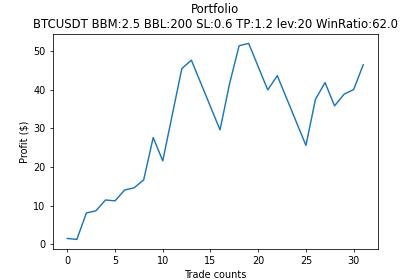 Portfolio
BTCUSDT BBM:2.5 BBL:200 SL:0.6 TP:1.2 lev:20 WinRatio:62.0
50
40
30
20
10
0
Profit ($)
0 5 10 15 20 25 30
Trade counts